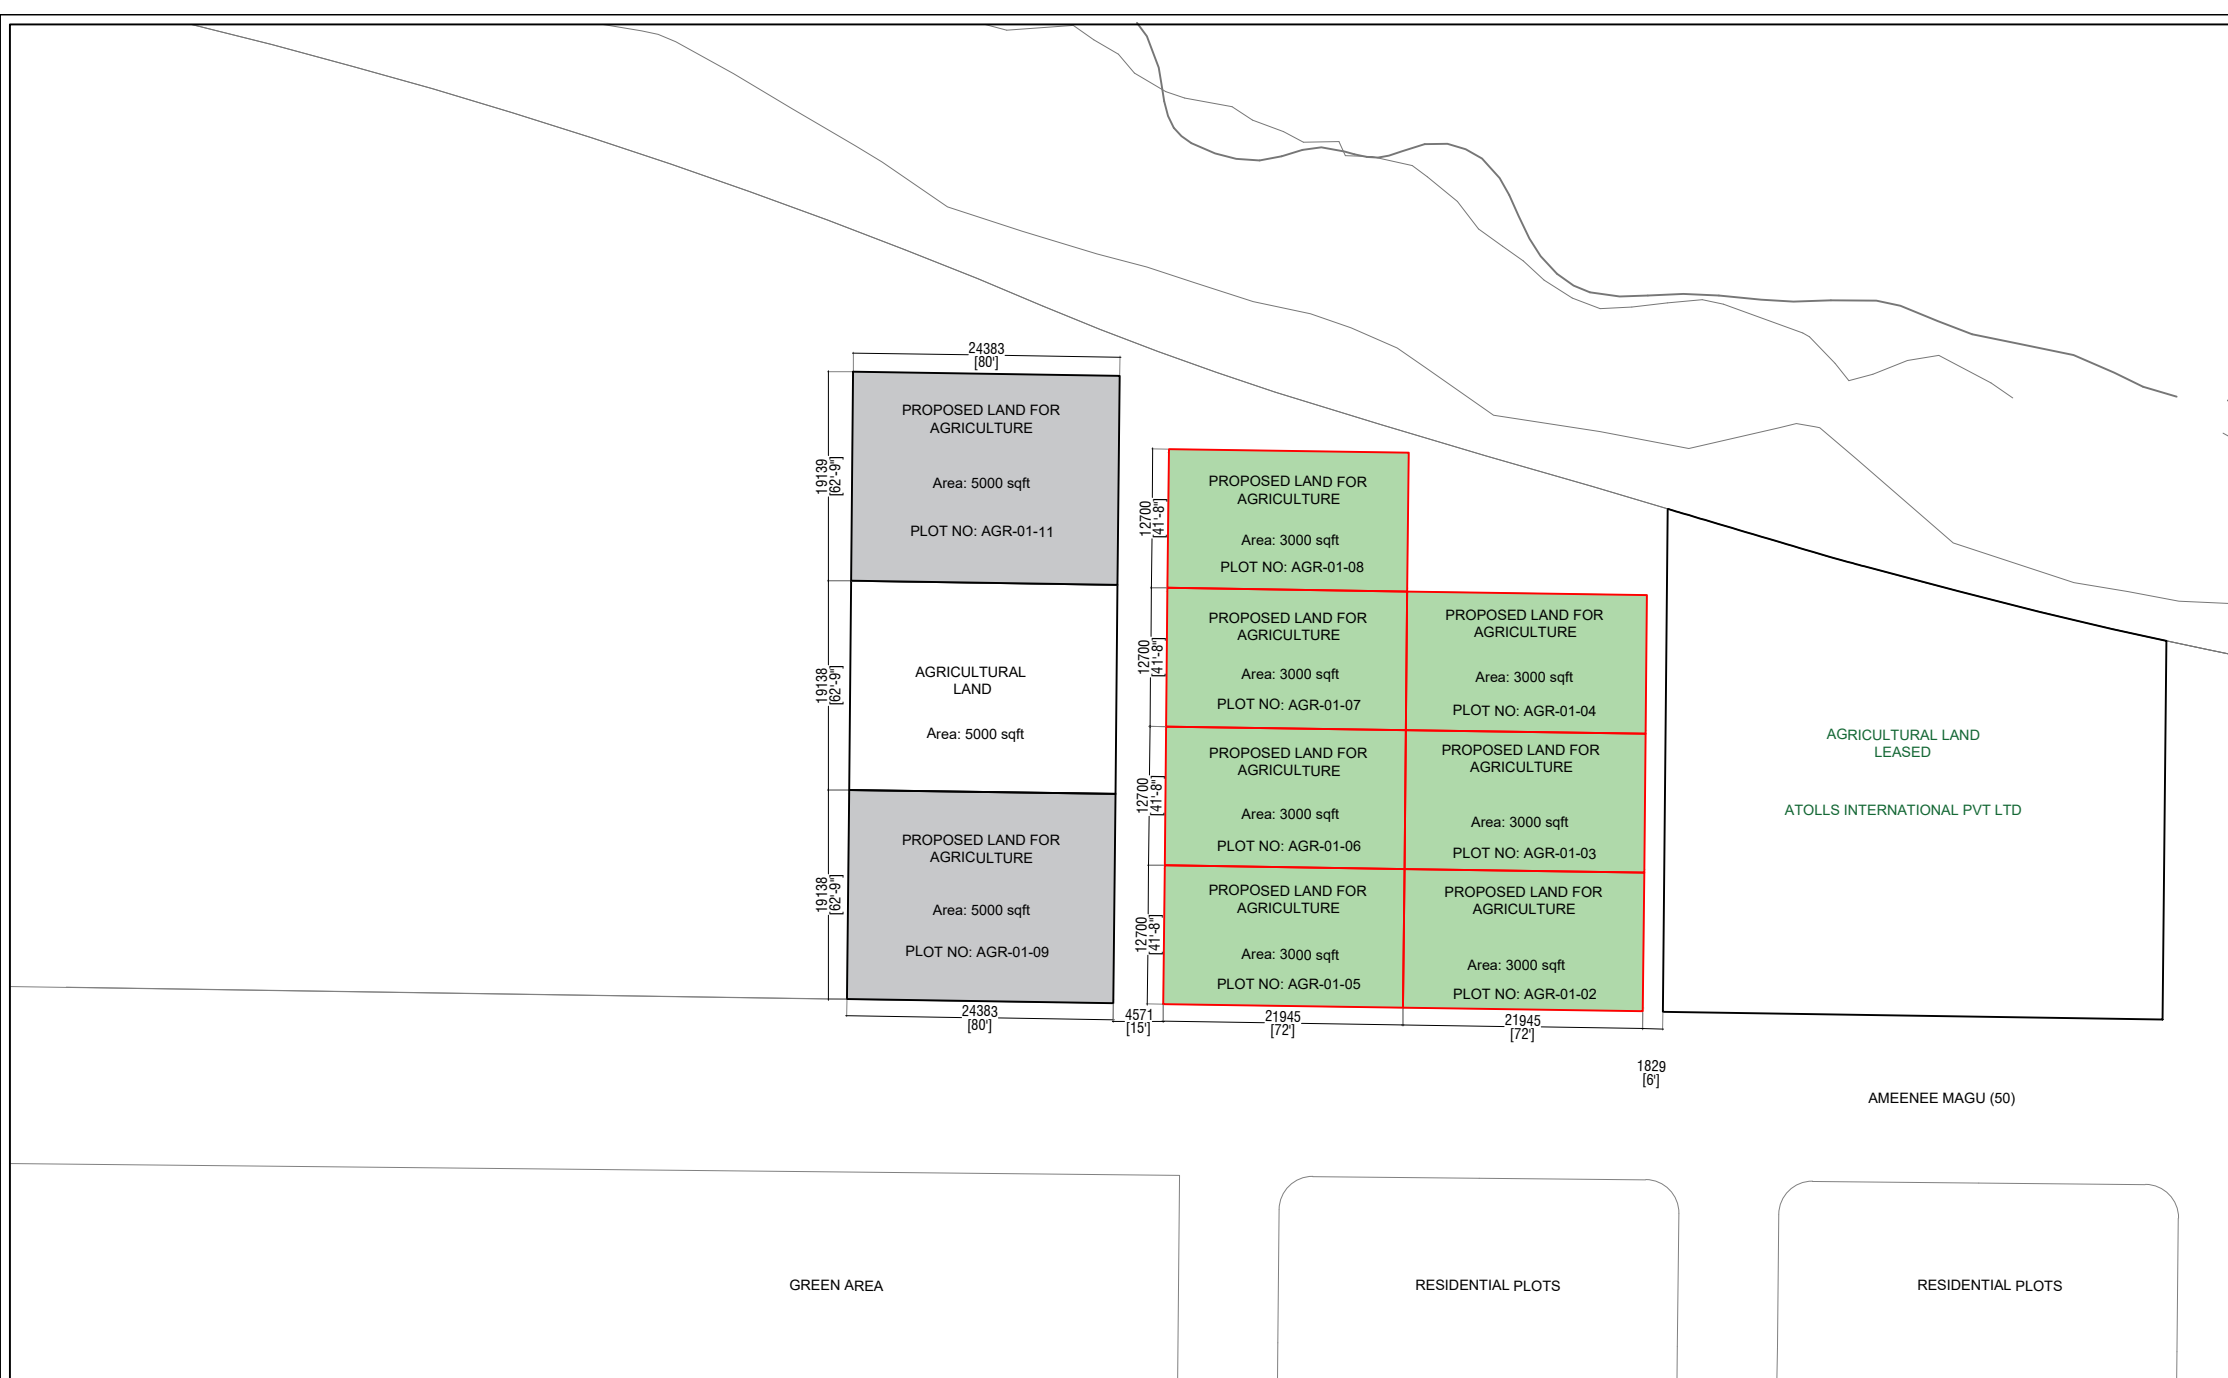 24383
[80']
PROPOSED LAND FOR
AGRICULTURE
Area: 5000 sqft
PLOT NO: AGR-01-11
19139
[62'-9"]
AGRICULTURAL
LAND
Area: 5000 sqft
19138
[62'-9"]
PROPOSED LAND FOR
AGRICULTURE
Area: 5000 sqft
PLOT NO: AGR-01-09
19138
[62'-9"]
24383
[80']
4571
[15']
12700
[41'-8"]
PROPOSED LAND FOR
AGRICULTURE
Area: 3000 sqft
PLOT NO: AGR-01-08
12700
[41'-8"]
PROPOSED LAND FOR
AGRICULTURE
Area: 3000 sqft
PLOT NO: AGR-01-07
12700
[41'-8"]
PROPOSED LAND FOR
AGRICULTURE
Area: 3000 sqft
PLOT NO: AGR-01-06
12700
[41'-8"]
PROPOSED LAND FOR
AGRICULTURE
Area: 3000 sqft
PLOT NO: AGR-01-05
21945
[72']
PROPOSED LAND FOR
AGRICULTURE
Area: 3000 sqft
PLOT NO: AGR-01-04
PROPOSED LAND FOR
AGRICULTURE
Area: 3000 sqft
PLOT NO: AGR-01-03
PROPOSED LAND FOR
AGRICULTURE
Area: 3000 sqft
PLOT NO: AGR-01-02
21945
[72']
1829
[6']
AGRICULTURAL LAND
LEASED
ATOLLS INTERNATIONAL PVT LTD
AMEENEE MAGU (50)
GREEN AREA
RESIDENTIAL PLOTS
RESIDENTIAL PLOTS